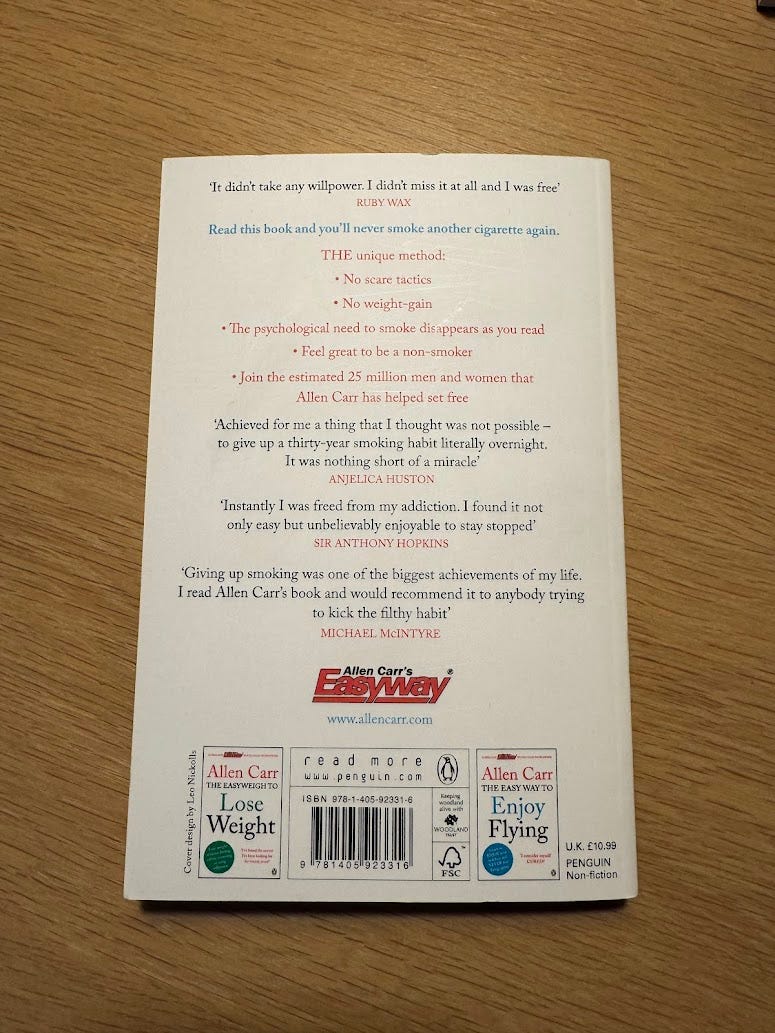 ‘It didn’t take any willpower. I didn’t miss it at all and I was free’
RUBY WAX
Read this book and you’ll never smoke another cigarette again.
THE unique method:
• No scare tactics
• No weight-gain
• The psychological need to smoke disappears as you read
• Feel great to be a non-smoker
• Join the estimated 25 million men and women that
Allen Carr has helped set free
‘Achieved for me a thing that I thought was not possible –
to give up a thirty-year smoking habit literally overnight.
It was nothing short of a miracle’
ANJELICA HUSTON
‘Instantly I was freed from my addiction. I found it not
only easy but unbelievably enjoyable to stay stopped’
SIR ANTHONY HOPKINS
‘Giving up smoking was one of the biggest achievements of my life.
I read Allen Carr’s book and would recommend it to anybody trying
to kick the filthy habit’
MICHAEL McINTYRE
Allen Carr’s ®
Easyway
www.allencarr.com
Cover design by Leo Nickolls
Allen Carr
THE EASYWEIGH TO
Lose
Weight
read more
www.penguin.com
ISBN 978-1-405-92331-6
9 781405 923316
Keeping
woodland
alive with
WOODLAND
TRUST
™
FSC
Allen Carr
THE EASY WAY TO
Enjoy
Flying
U.K. £10.99
PENGUIN
Non-fiction